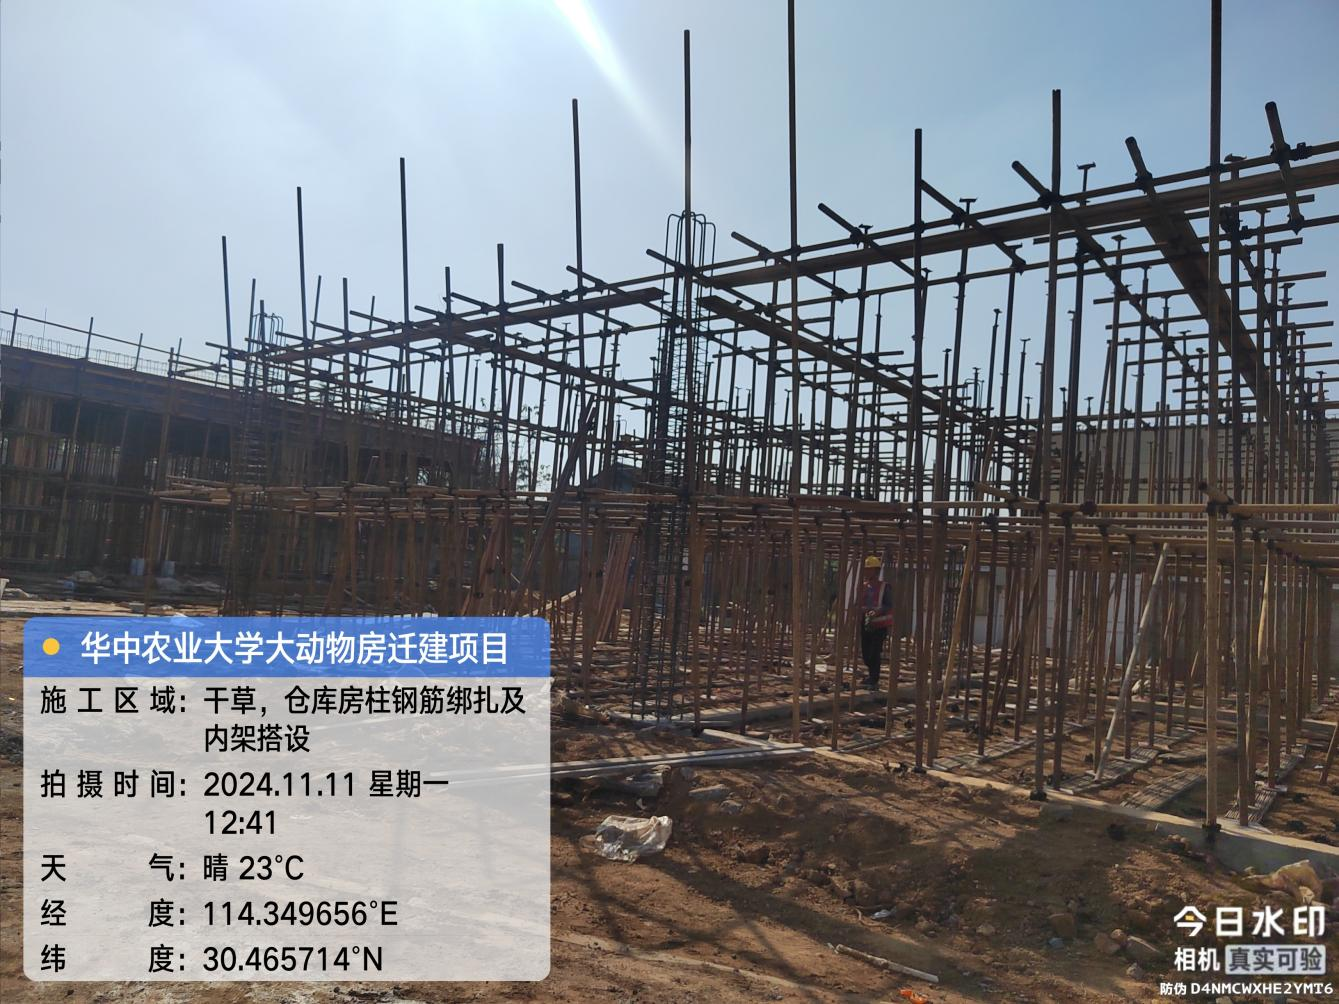 华中农业大学大动物房迁建项目
施工区域：干草，仓库房柱钢筋绑扎及
内架搭设
拍摄时间：2024.11.11 星期一
12:41
天气：晴 23°C
经度：114.349656°E
纬度：30.465714°N
今日水印
相机 真实可验
防伪 D4NMCWXHE2YMT6